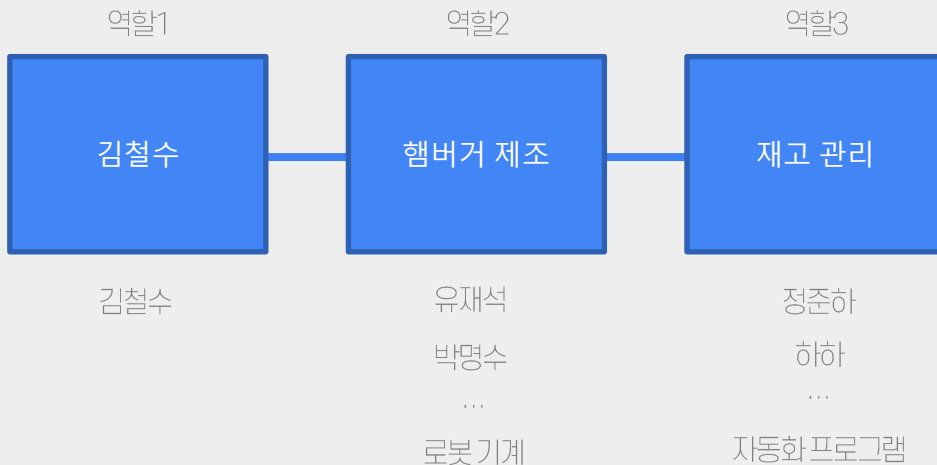 역할1
역할2
역할3
김철수
햄버거 제조
재고 관리
김철수
유재석
정준하
박명수
하하
...
...
로봇 기계
자동화 프로그램